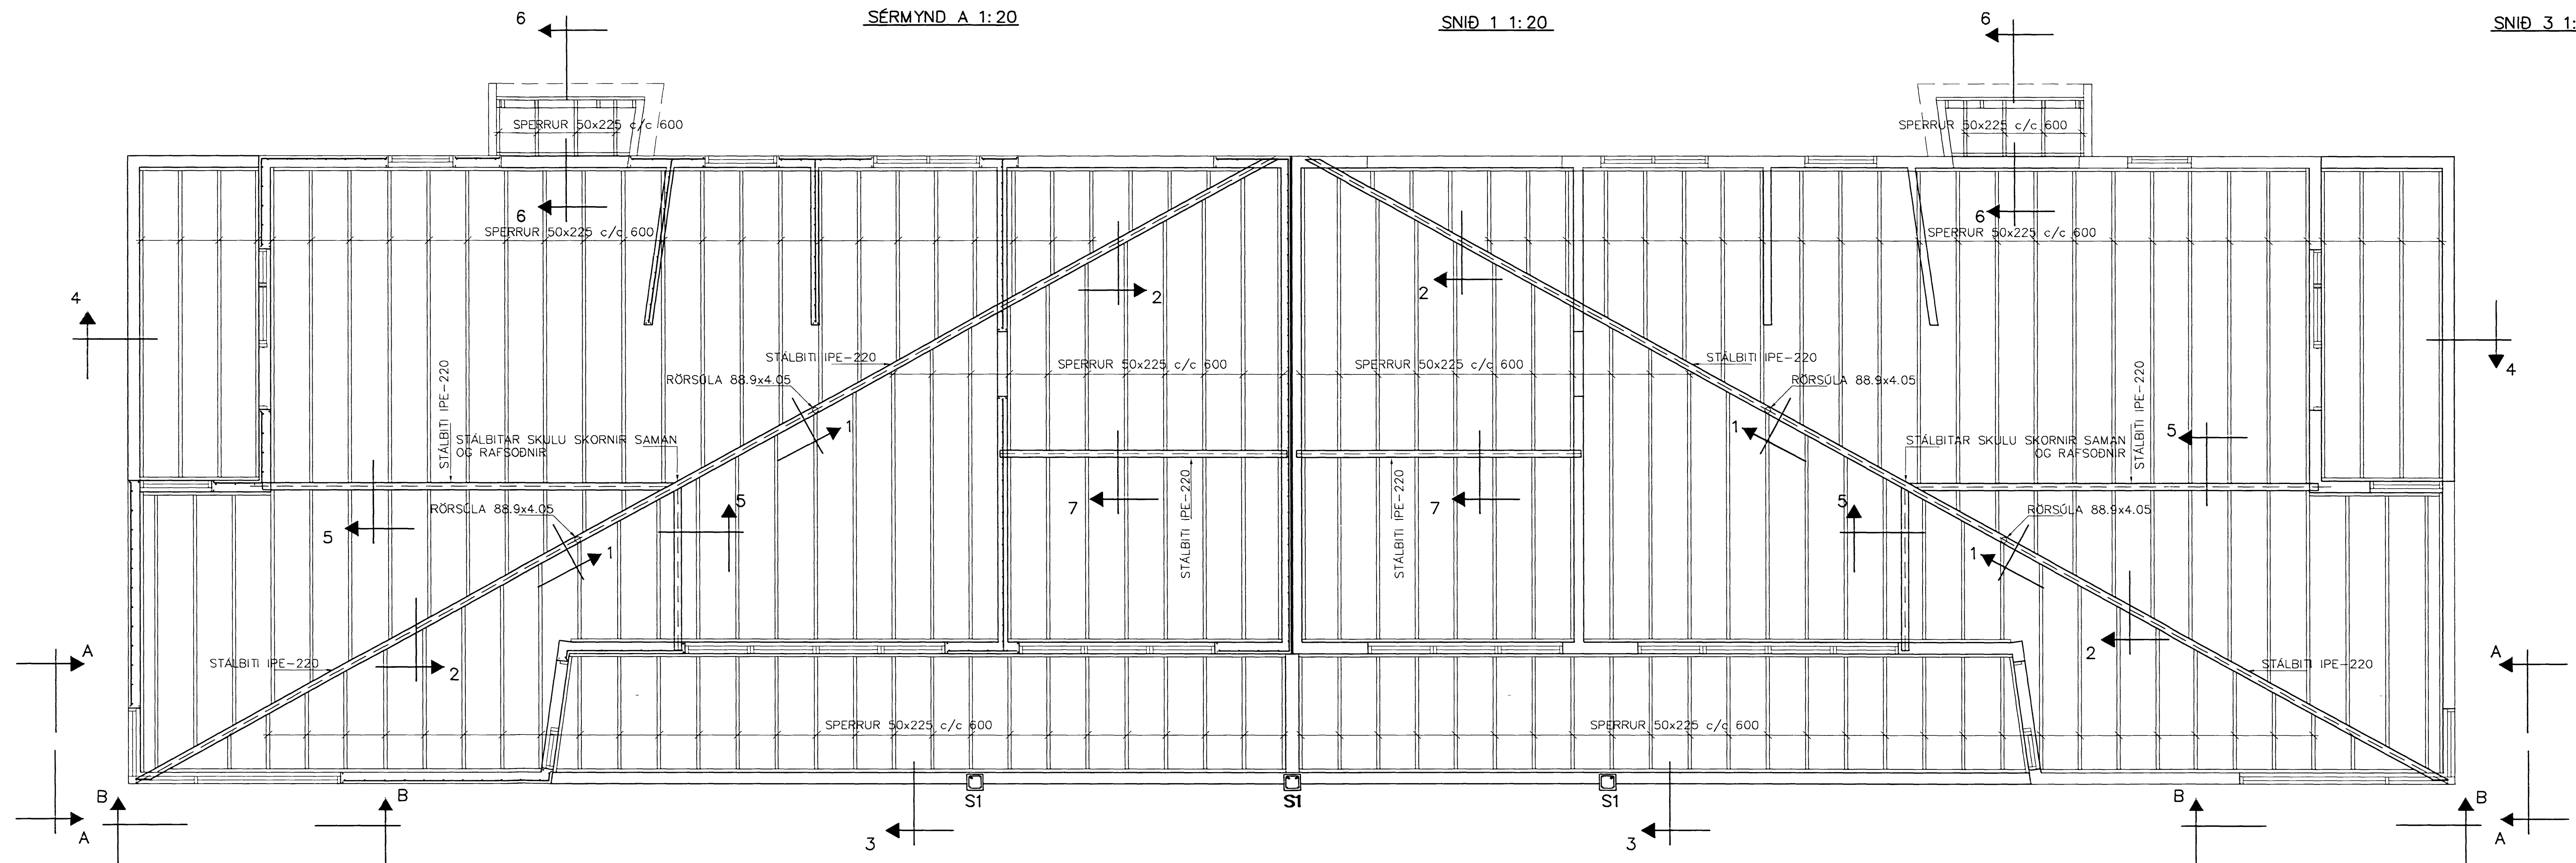 SÉRMYND A 1:20
SNIÐ 1 1:20
SNIÐ 3 1:
6
6
SPERRUR 50x225 c/c 600
SPERRUR 50x225 c/c 600
6
6
SPERRUR 50x225 c/c 600
SPERRUR 50x225 c/c 600
4
2
2
4
STÁLBITI IPE-220
SPERRUR 50x225 c/c 600
SPERRUR 50x225 c/c 600
STÁLBITI IPE-220
RÖRSÚLA 88.9x4.05
RÖRSÚLA 88.9x4.05
STÁLBITI IPE-220
STÁLBITI IPE-220
1
1
5
STÁLBITAR SKULU SKORNIR SAMAN
OG RAFSOÐNIR
STÁLBITAR SKULU SKORNIR SAMAN
OG RAFSOÐNIR
STÁLBITI IPE-220
STÁLBITI IPE-220
7
7
5
5
RÖRSÚLA 88.9x4.05
RÖRSÚLA 88.9x4.05
5
1
1
A
2
2
A
STÁLBITI IPE-220
STÁLBITI IPE-220
SPERRUR 50x225 c/c 600
SPERRUR 50x225 c/c 600
B
B
S1
S1
S1
B
B
A
3
3
A